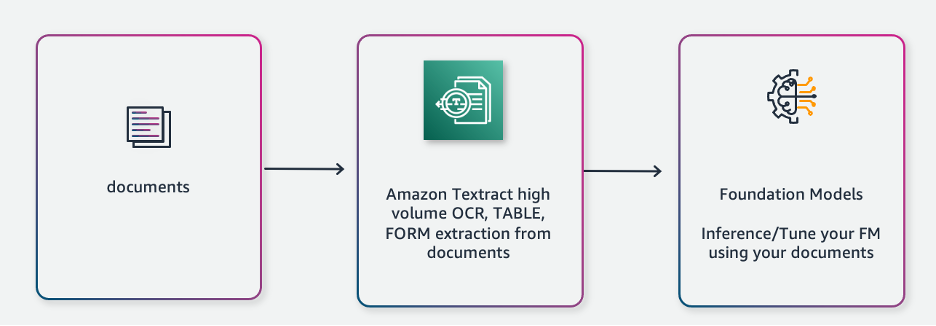 documents
Amazon Textract high
volume OCR, TABLE,
FORM extraction from
documents
Foundation Models
Inference/Tune your FM
using your documents